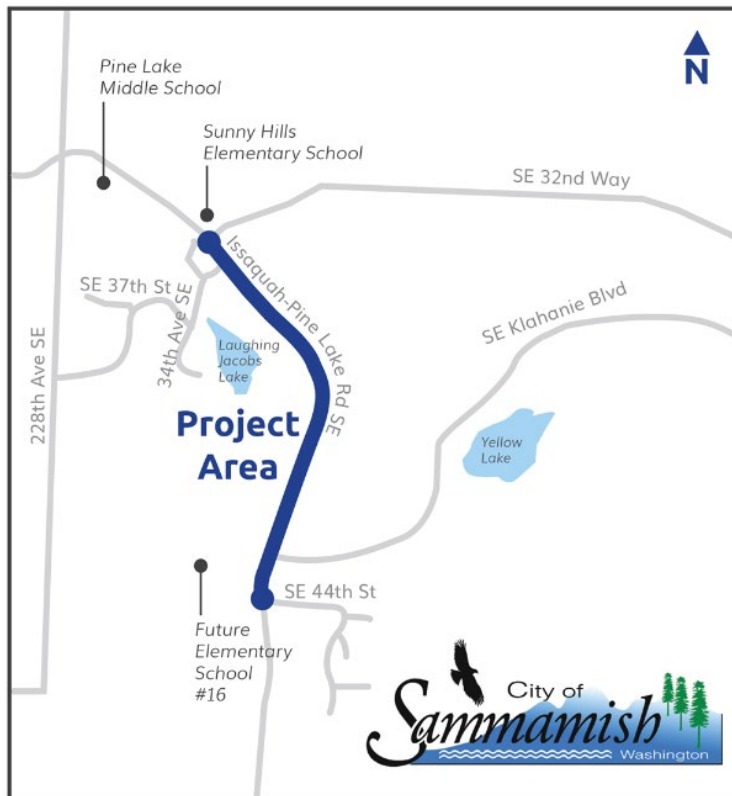 N
Pine Lake
Middle School
Sunny Hills
Elementary School
SE 32nd Way
Issaquah-Pine Lake Rd SE
SE 37th St
34th Ave SE
SE Klahanie Blvd
Laughing
Jacobs
Lake
228th Ave SE
Project
Area
Yellow
Lake
SE 44th St
Future
Elementary
School
#16
City of
Sammamish
Washington